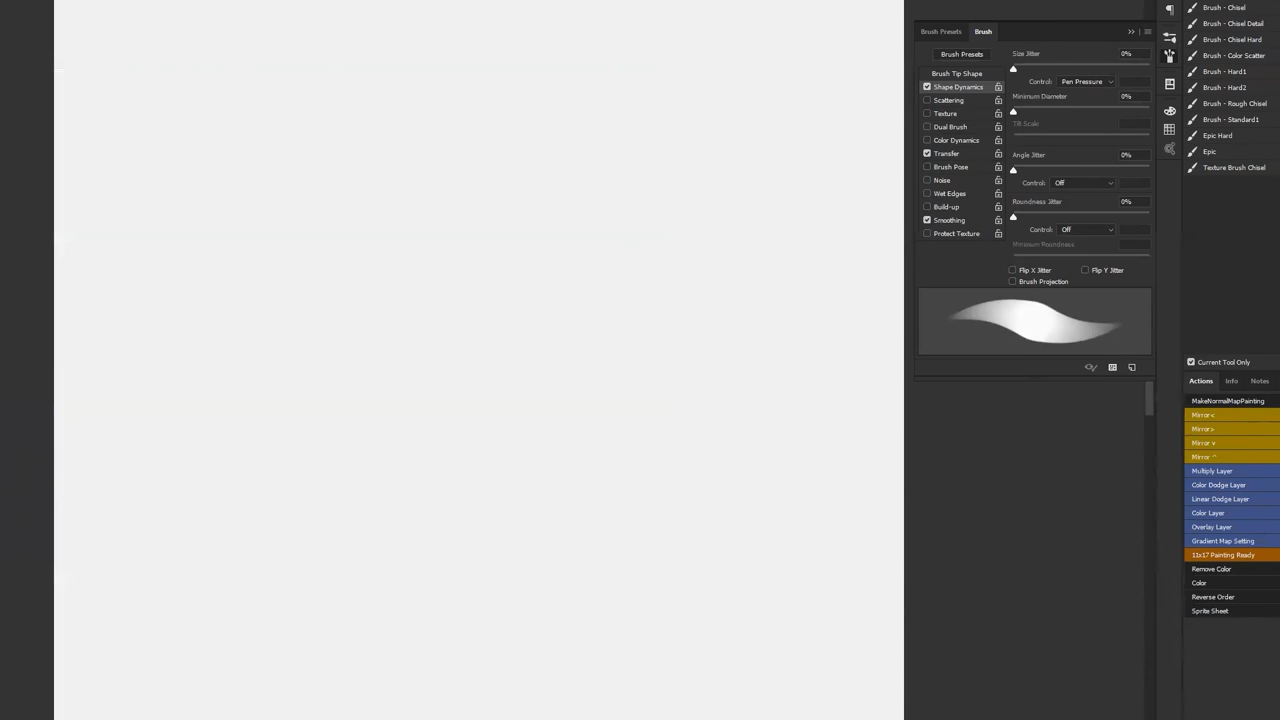 Brush Presets
Brush
Brush Presets
Brush Tip Shape
Shape Dynamics
Scattering
Texture
Dual Brush
Color Dynamics
Transfer
Brush Pose
Noise
Wet Edges
Build-up
Smoothing
Protect Texture
Size Jitter 0%
Control: Pen Pressure
Minimum Diameter 0%
Tilt Scale
Angle Jitter 0%
Control: Off
Roundness Jitter 0%
Control: Off
Minimum Roundness
Flip X Jitter Flip Y Jitter
Brush Projection
Brush - Chisel
Brush - Chisel Detail
Brush - Chisel Hard
Brush - Color Scatter
Brush - Hard1
Brush - Hard2
Brush - Rough Chisel
Brush - Standard1
Epic Hard
Epic
Texture Brush Chisel
Current Tool Only
Actions Info Notes
MakeNormalMapPainting
Mirror <
Mirror >
Mirror v
Mirror ^
Multiply Layer
Color Dodge Layer
Linear Dodge Layer
Color Layer
Overlay Layer
Gradient Map Setting
11x17 Painting Ready
Remove Color
Color
Reverse Order
Sprite Sheet